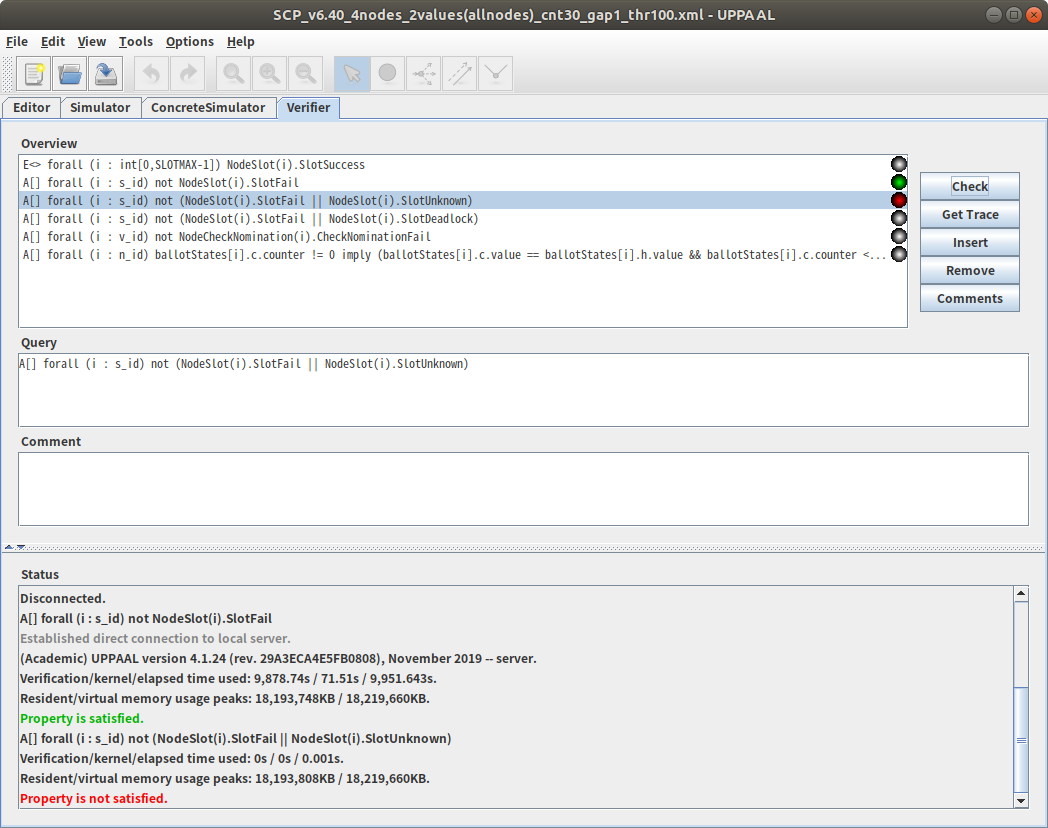 SCP_v6.40_4nodes_2values(allnodes)_cnt30_gap1_thr100.xml - UPPAAL
File Edit View Tools Options Help
Editor Simulator ConcreteSimulator Verifier
Overview
E<> forall (i : int[0,SLOTMAX-1]) NodeSlot(i).SlotSuccess
A[] forall (i : s_id) not NodeSlot(i).SlotFail
A[] forall (i : s_id) not (NodeSlot(i).SlotFail || NodeSlot(i).SlotUnknown)
A[] forall (i : s_id) not (NodeSlot(i).SlotFail || NodeSlot(i).SlotDeadlock)
A[] forall (i : v_id) not NodeCheckNomination(i).CheckNominationFail
A[] forall (i : n_id) ballotStates[i].c.counter != 0 imply (ballotStates[i].c.value == ballotStates[i].h.value && ballotStates[i].c.counter <...
Check
Get Trace
Insert
Remove
Comments
Query
A[] forall (i : s_id) not (NodeSlot(i).SlotFail || NodeSlot(i).SlotUnknown)
Comment
Status
Disconnected.
A[] forall (i : s_id) not NodeSlot(i).SlotFail
Established direct connection to local server.
(Academic) UPPAAL version 4.1.24 (rev. 29A3ECA4E5FB0808), November 2019 -- server.
Verification/kernel/elapsed time used: 9,878.74s / 71.51s / 9,951.643s.
Resident/virtual memory usage peaks: 18,193,748KB / 18,219,660KB.
Property is satisfied.
A[] forall (i : s_id) not (NodeSlot(i).SlotFail || NodeSlot(i).SlotUnknown)
Verification/kernel/elapsed time used: 0s / 0s / 0.001s.
Resident/virtual memory usage peaks: 18,193,808KB / 18,219,660KB.
Property is not satisfied.